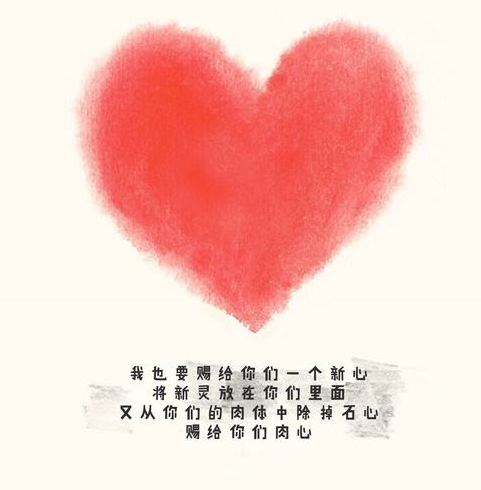 我也要赐给你们一个新心
将新灵放在你们里面
又从你们的肉体中除掉石心
赐给你们肉心